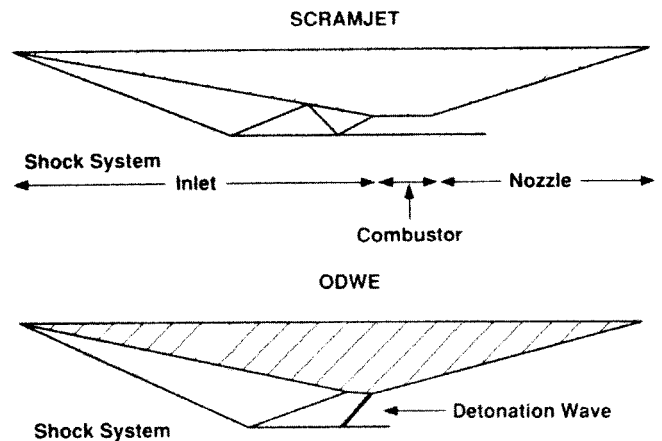 SCRAMJET
Shock System
Inlet
Nozzle
Combustor
ODWE
Detonation Wave
Shock System